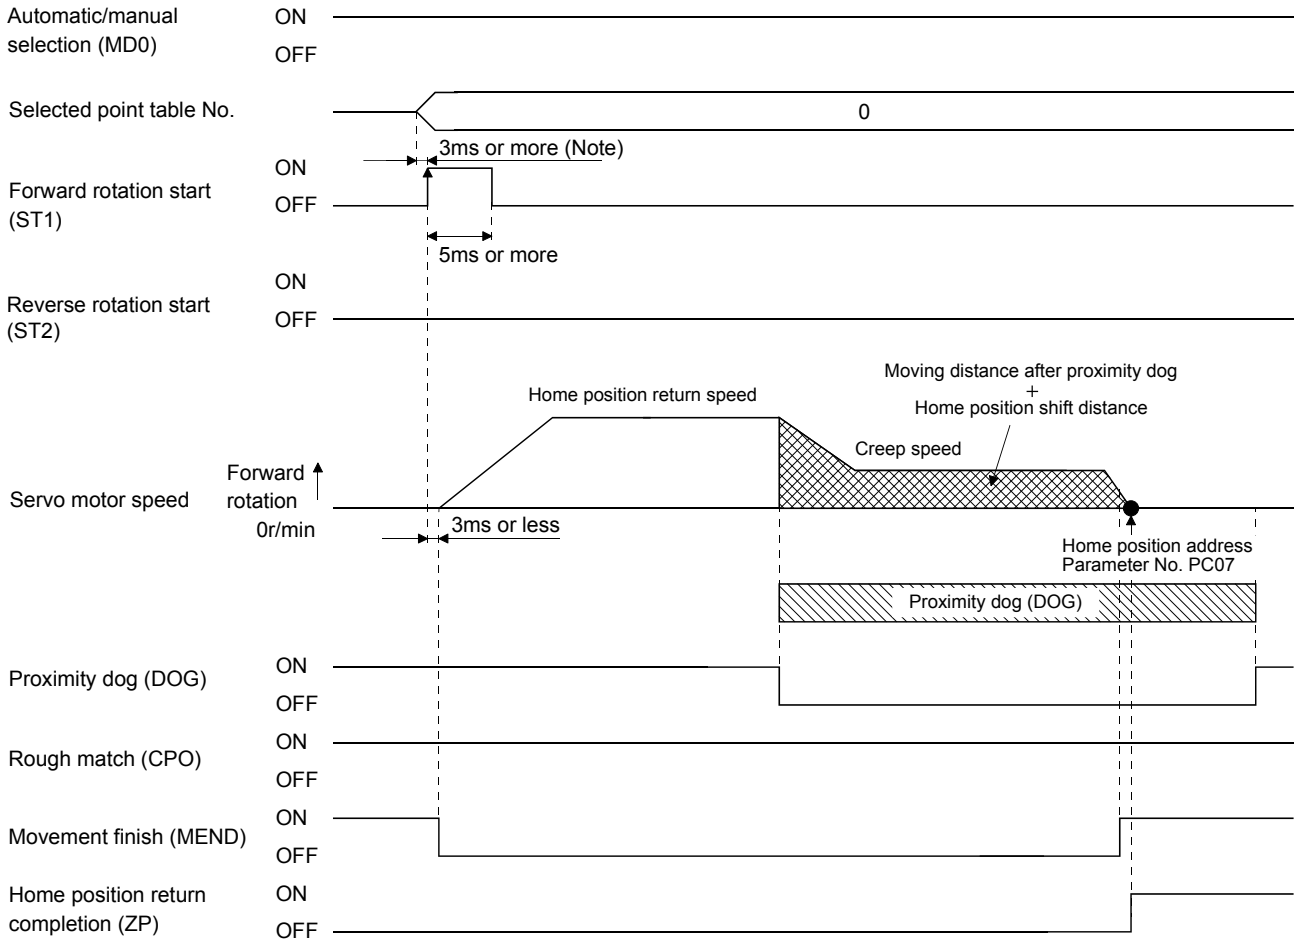 Automatic/manual
selection (MD0)
ON
OFF
Selected point table No.
0
3ms or more (Note)
Forward rotation start
(ST1)
ON
OFF
5ms or more
Reverse rotation start
(ST2)
ON
OFF
Moving distance after proximity dog
+
Home position shift distance
Home position return speed
Creep speed
Servo motor speed
Forward
rotation
0r/min
3ms or less
Home position address
Parameter No. PC07
Proximity dog (DOG)
Proximity dog (DOG)
ON
OFF
Rough match (CPO)
ON
OFF
Movement finish (MEND)
ON
OFF
Home position return
completion (ZP)
ON
OFF